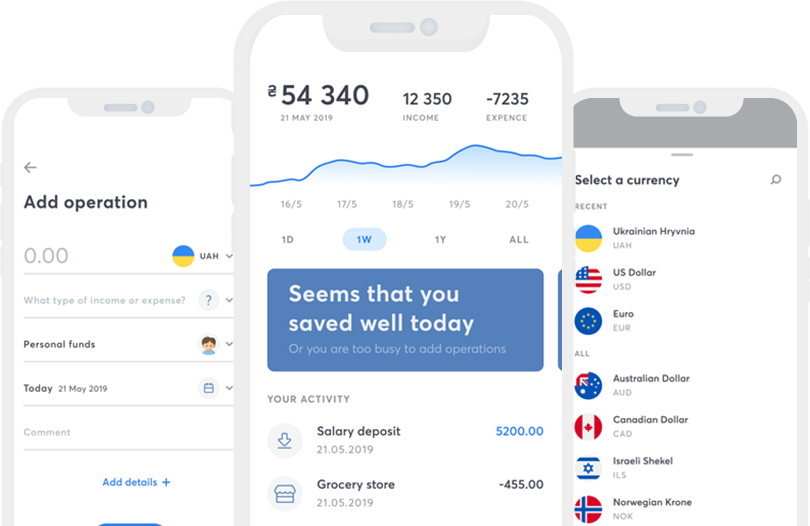 Add operation
0.00
UAH
What type of income or expense?
?
Personal funds
Today 21 May 2019
Comment
Add details +
₴54 340
21 MAY 2019
12 350
INCOME
-7235
EXPENCE
16/5 17/5 18/5 19/5 20/5
1D 1W 1Y ALL
Seems that you
saved well today
Or you are too busy to add operations
YOUR ACTIVITY
Salary deposit 5200.00
21.05.2019
Grocery store -455.00
21.05.2019
Select a currency
RECENT
Ukrainian Hryvnia
UAH
US Dollar
USD
Euro
EUR
ALL
Australian Dollar
AUD
Canadian Dollar
CAD
Israeli Shekel
ILS
Norwegian Krone
NOK